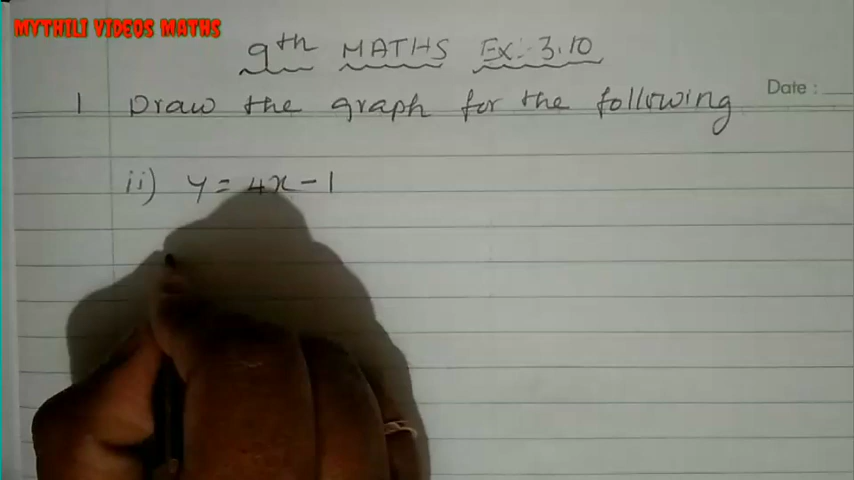 MYTHILI VIDEOS MATHS
9th MATHS Ex:- 3.10
Date :
1 Draw the graph for the following
ii) y = 4x - 1